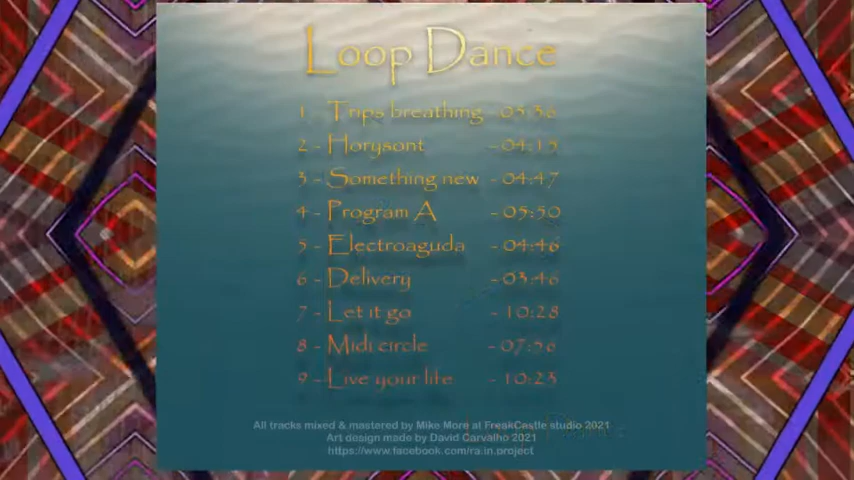 Loop Dance
1 - Trips breathing - 05:36
2 - Horysont - 04:15
3 - Something new - 04:47
4 - Program A - 05:50
5 - Electroaguda - 04:46
6 - Delivery - 03:46
7 - Let it go - 10:28
8 - Midi circle - 07:56
9 - Live your life - 10:23
All tracks mixed & mastered by Mike More at FreakCastle studio 2021
Art design made by David Carvalho 2021
https://www.facebook.com/ra.in.project